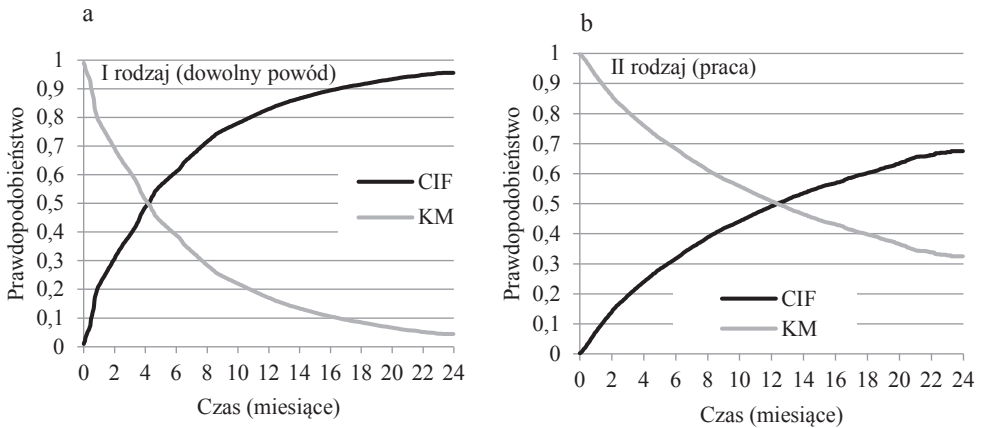 a
I rodzaj (dowolny powód)
Prawdopodobieństwo
1
0,9
0,8
0,7
0,6
0,5
0,4
0,3
0,2
0,1
0
CIF
KM
0 2 4 6 8 10 12 14 16 18 20 22 24
Czas (miesiące)
b
II rodzaj (praca)
Prawdopodobieństwo
1
0,9
0,8
0,7
0,6
0,5
0,4
0,3
0,2
0,1
0
CIF
KM
0 2 4 6 8 10 12 14 16 18 20 22 24
Czas (miesiące)